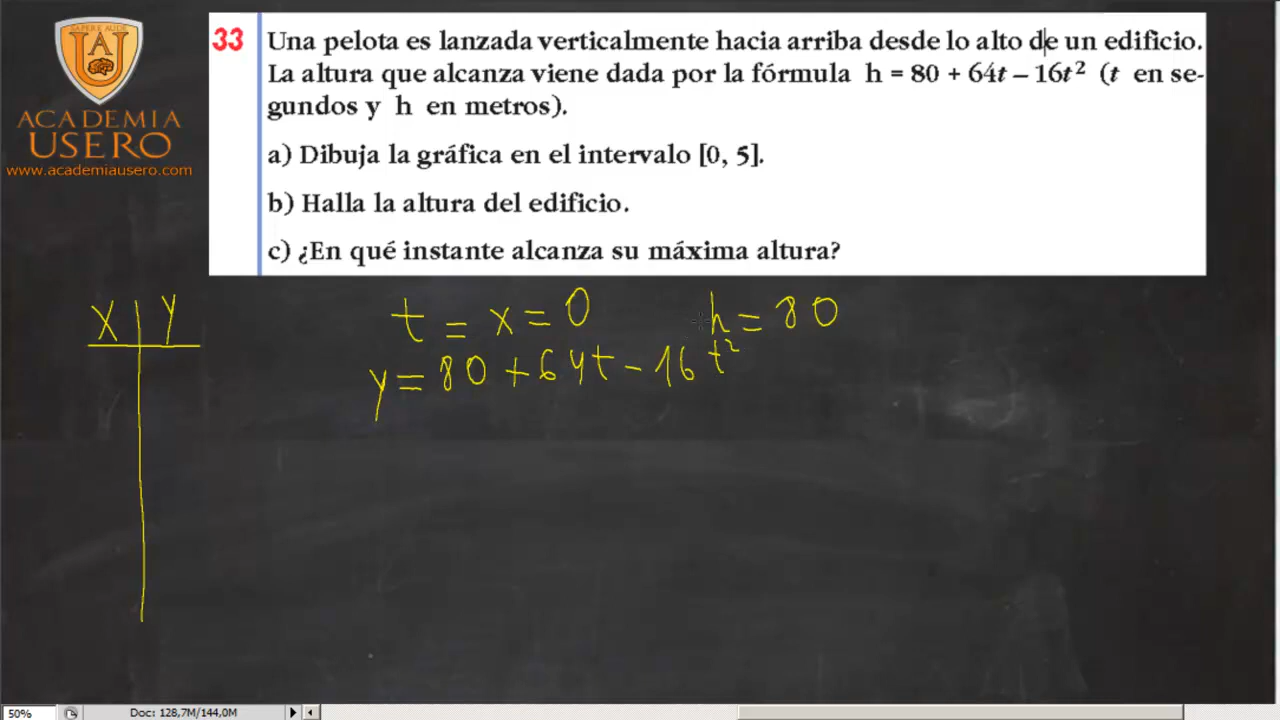 SAPERE AUDE
UAJ
ACADEMIA
USERO
www.academiausero.com
33 Una pelota es lanzada verticalmente hacia arriba desde lo alto de un edificio.
La altura que alcanza viene dada por la fórmula h = 80 + 64t – 16t² (t en se-
gundos y h en metros).
a) Dibuja la gráfica en el intervalo [0, 5].
b) Halla la altura del edificio.
c) ¿En qué instante alcanza su máxima altura?
X Y
t = x = 0 h = 80
y = 80 + 64t - 16t²
50% Doc: 128,7M/144,0M